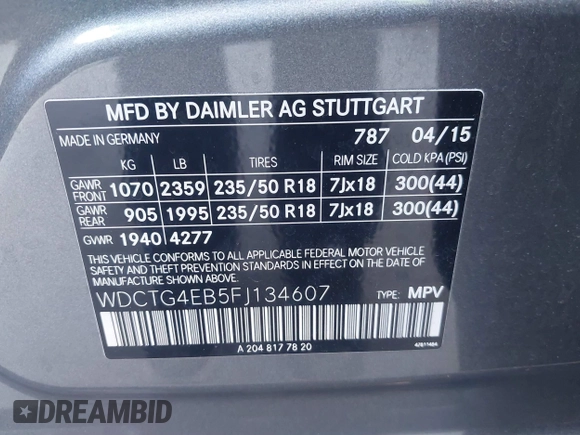 MFD BY DAIMLER AG STUTTGART
MADE IN GERMANY 787 04/15
KG LB TIRES RIM SIZE COLD KPA (PSI)
GAWR FRONT 1070 2359 235/50 R18 7Jx18 300(44)
GAWR REAR 905 1995 235/50 R18 7Jx18 300(44)
GVWR 1940 4277
THIS VEHICLE CONFORMS TO ALL APPLICABLE FEDERAL MOTOR VEHICLE
SAFETY AND THEFT PREVENTION STANDARDS IN EFFECT ON THE DATE
OF MANUFACTURE SHOWN ABOVE.
WDCTG4EB5FJ134607 TYPE: MPV
A 204 817 78 20
DREAMBID